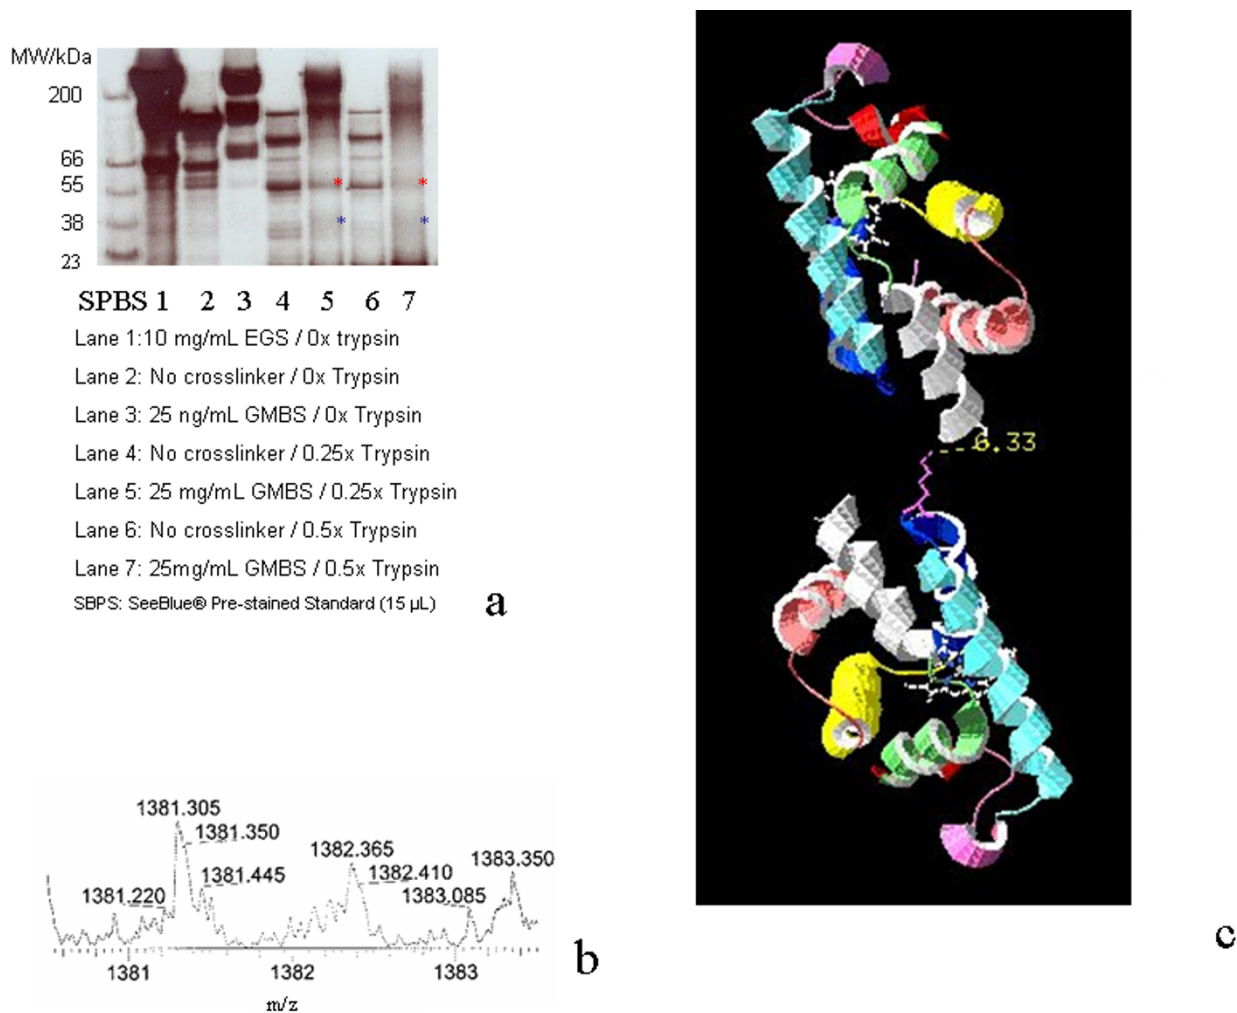 MW/kDa
200
66
55
38
23
*
*
*
*
SPBS 1 2 3 4 5 6 7
Lane 1:10 mg/mL EGS / 0x trypsin
Lane 2: No crosslinker / 0x Trypsin
Lane 3: 25 ng/mL GMBS / 0x Trypsin
Lane 4: No crosslinker / 0.25x Trypsin
Lane 5: 25 mg/mL GMBS / 0.25x Trypsin
Lane 6: No crosslinker / 0.5x Trypsin
Lane 7: 25mg/mL GMBS / 0.5x Trypsin
SBPS: SeeBlue® Pre-stained Standard (15 µL)
a
1381.305
1381.350
1381.220
1381.445
1382.365
1382.410
1383.085
1383.350
1381 1382 1383
m/z
b
6.33
c